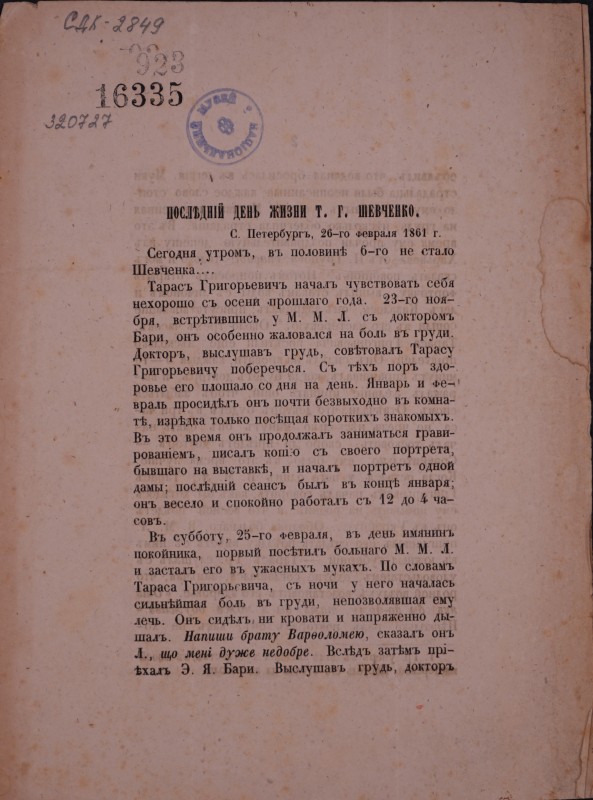 СДК-2849
923
16335
320727
НАЦІОНАЛЬНИЙ МУЗЕЙ
ПОСЛѢДНІЙ ДЕНЬ ЖИЗНИ Т. Г. ШЕВЧЕНКО.
С. Петербургъ, 26-го Февраля 1861 г.
Сегодня утромъ, въ половинѣ 6-го не стало
Шевченка....
Тарасъ Григорьевичъ началъ чувствовать себя
нехорошо съ осени прошлаго года. 23-го ноя-
бря, встрѣтившись у М. М. Л. съ докторомъ
Бари, онъ особенно жаловался на боль въ груди.
Докторъ, выслушавъ грудь, совѣтовалъ Тарасу
Григорьевичу поберечься. Съ тѣхъ поръ здо-
ровье его плошало со дня на день. Январь и Фе-
враль просидѣлъ онъ почти безвыходно въ комна-
тѣ, изрѣдка только посѣщая короткихъ знакомыхъ.
Въ это время онъ продолжалъ заниматься грави-
рованіемъ, писалъ копію съ своего портрета,
бывшаго на выставкѣ, и началъ портретъ одной
дамы; послѣдній сеансъ былъ въ концѣ января;
онъ весело и спокойно работалъ съ 12 до 4 ча-
совъ.
Въ субботу, 25-го Февраля, въ день имянинъ
покойника, порвый посѣтилъ больнаго М. М. Л.
и засталъ его въ ужасныхъ мукахъ. По словамъ
Тараса Григорьевича, съ ночи у него началась
сильнѣйшая боль въ груди, непозволявшая ему
лечь. Онъ сидѣлъ ни кровати и напряженно ды-
шалъ. Напиши брату Варѳоломею, сказалъ онъ
Л., що мені дуже недобре. Вслѣдъ затѣмъ прі-
ѣхалъ Э. Я. Бари. Выслушавъ грудь, докторъ